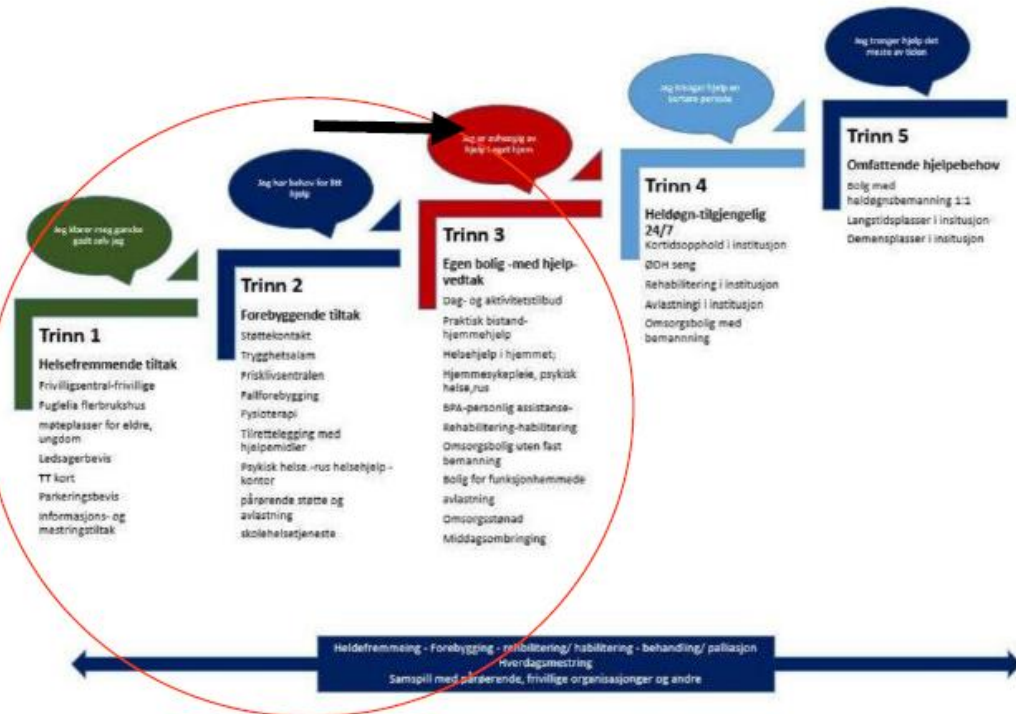 Jeg klarer meg ganske
godt selv jeg
Trinn 1
Helsefremmende tiltak
Frivilligsentral-frivillige
Fuglelia flerbrukshus
møteplasser for eldre,
ungdom
Ledsagerbevis
TT kort
Parkeringsbevis
Informasjons- og
mestringstiltak
Jeg har behov for litt
hjelp
Trinn 2
Forebyggende tiltak
Støttekontakt
Trygghetsalam
Frisklivsentralen
Fallforebygging
Fysioterapi
Tilrettelegging med
hjelpemidler
Psykisk helse.-rus helsehjelp -
kontor
pårørende støtte og
avlastning
skolehelsetjeneste
Jeg er avhengig av
hjelp i eget hjem
Trinn 3
Egen bolig -med hjelp-
vedtak
Dag- og aktivitetstilbud
Praktisk bistand-
hjemmehjelp
Helsehjelp i hjemmet;
Hjemmesykepleie, psykisk
helse,rus
BPA-personlig assistanse-
Rehabilitering-habilitering
Omsorgsbolig uten fast
bemanning
Bolig for funksjonhemmede
avlastning
Omsorgsstønad
Middagsombringing
Jeg trenger hjelp en
kortere periode
Trinn 4
Heldøgn-tilgjengelig
24/7
Kortidsopphold i institusjon
ØDH seng
Rehabilitering i institusjon
Avlastningi i institusjon
Omsorgsbolig med
bemannning
Jeg trenger hjelp det
meste av tiden
Trinn 5
Omfattende hjelpebehov
Bolig med
heldøgnsbemanning 1:1
Langstidsplasser i insitusjon
Demensplasser i insitusjon
Heldefremmeing - Forebygging - rehbilitering/ habilitering - behandling/ palliasjon
Hverdagsmestring
Samspill med pårøerende, frivillige organisasjonger og andre